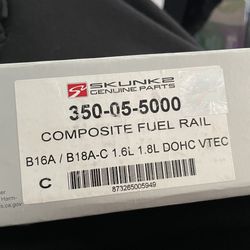 SKUNK2
GENUINE PARTS
350-05-5000
COMPOSITE FUEL RAIL
B16A / B18A-C 1.6L 1.8L DOHC VTEC
C
873265005949